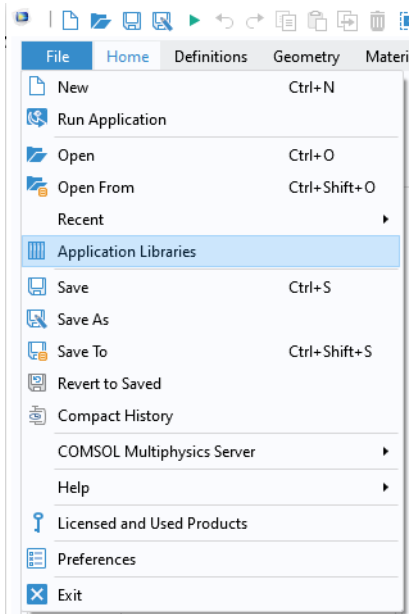 File Home Definitions Geometry Materi
New Ctrl+N
Run Application
Open Ctrl+O
Open From Ctrl+Shift+O
Recent
Application Libraries
Save Ctrl+S
Save As
Save To Ctrl+Shift+S
Revert to Saved
Compact History
COMSOL Multiphysics Server
Help
Licensed and Used Products
Preferences
Exit